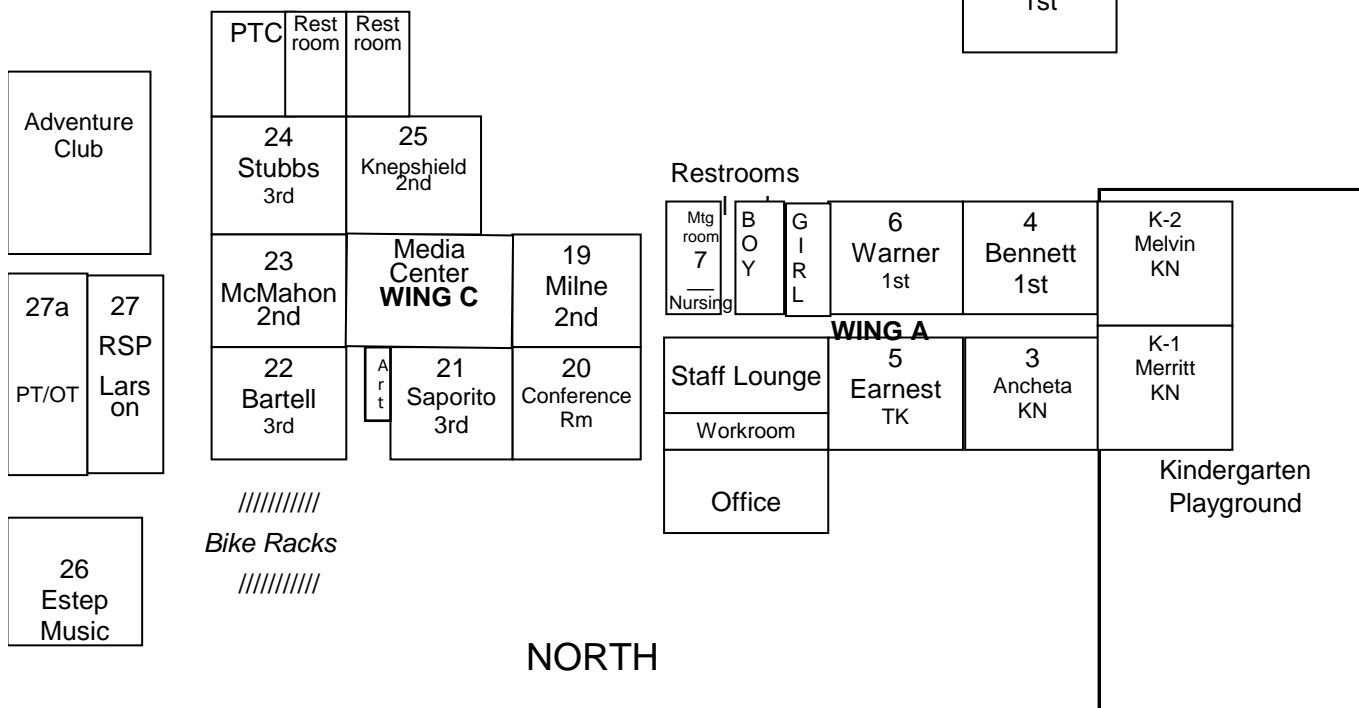 1st
PTC
Rest
room
Rest
room
Adventure
Club
24
Stubbs
3rd
25
Knepshield
2nd
Restrooms
Mtg
room
7
Nursing
B
O
Y
G
I
R
L
6
Warner
1st
4
Bennett
1st
K-2
Melvin
KN
23
McMahon
2nd
Media
Center
WING C
19
Milne
2nd
27a
PT/OT
27
RSP
Lars
on
WING A
22
Bartell
3rd
A
r
t
21
Saporito
3rd
20
Conference
Rm
Staff Lounge
Workroom
Office
5
Earnest
TK
3
Ancheta
KN
K-1
Merritt
KN
Kindergarten
Playground
///////////
Bike Racks
///////////
26
Estep
Music
NORTH